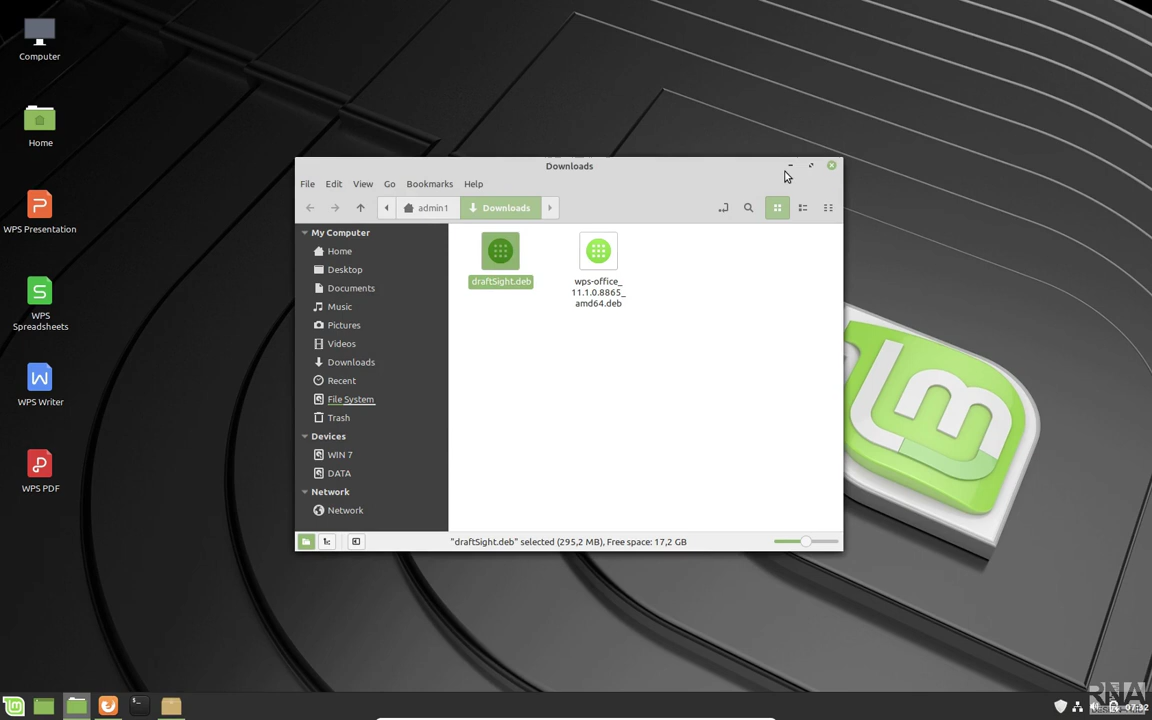 Computer
Home
WPS Presentation
WPS
Spreadsheets
WPS Writer
WPS PDF
Downloads
File Edit View Go Bookmarks Help
admin1 Downloads
My Computer
Home
Desktop
Documents
Music
Pictures
Videos
Downloads
Recent
File System
Trash
Devices
WIN 7
DATA
Network
Network
draftSight.deb
wps-office_
11.1.0.8865_
amd64.deb
"draftSight.deb" selected (295,2 MB), Free space: 17,2 GB
RNA
07:32